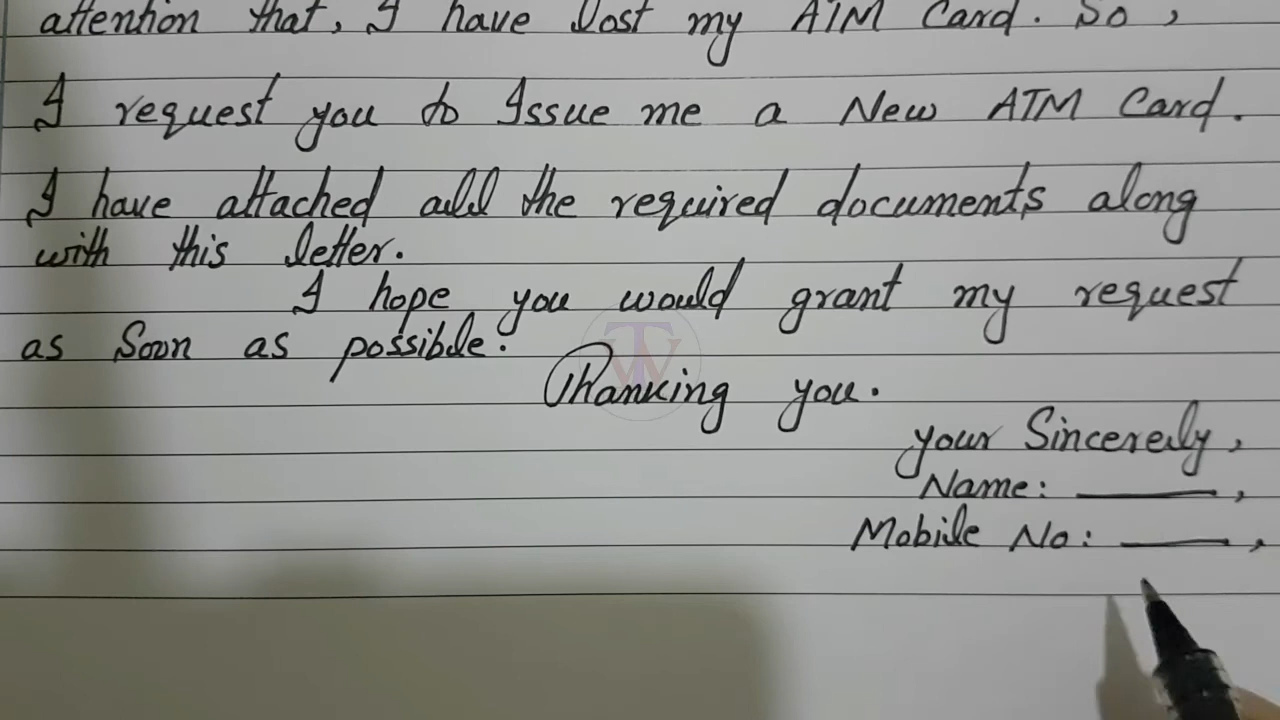 attention that, I have lost my ATM Card. So,
I request you to Issue me a New ATM Card.
I have attached all the required documents along
with this letter.
I hope you would grant my request
as Soon as possible.
Thanking you.
your Sincerely,
Name: ______,
Mobile No: _____,